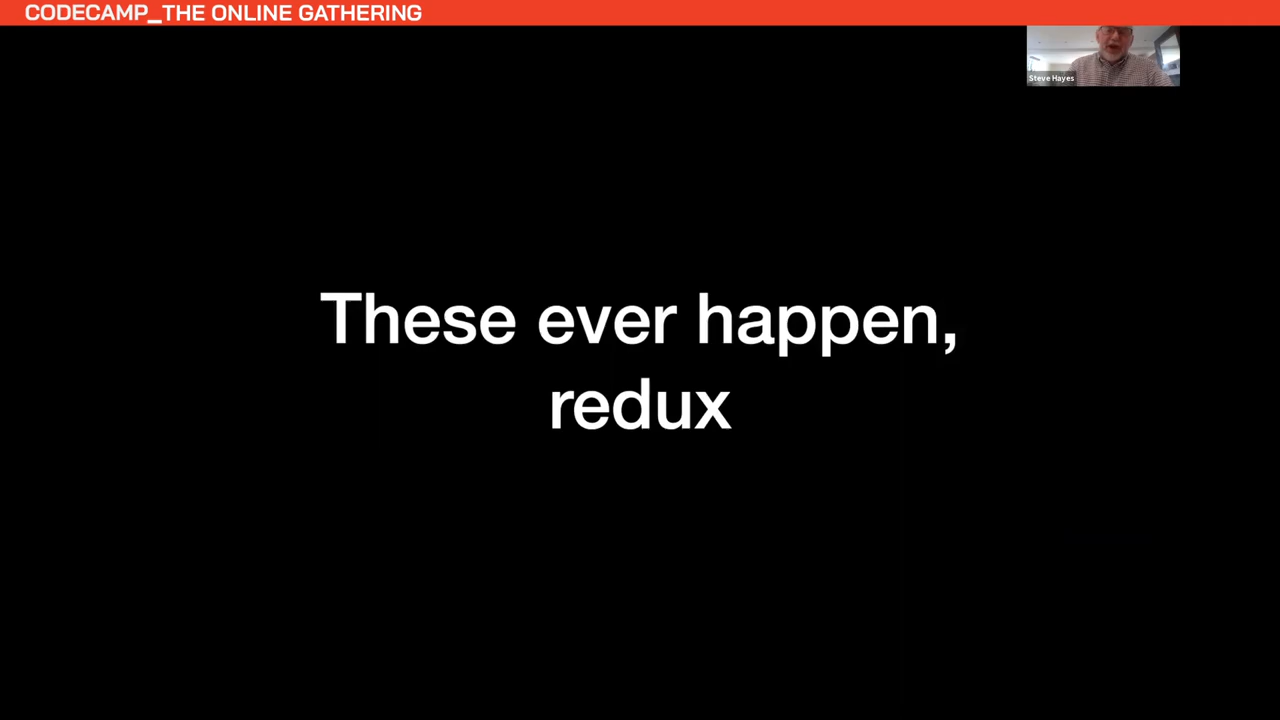 CODECAMP_THE ONLINE GATHERING
Steve Hayes
These ever happen,
redux